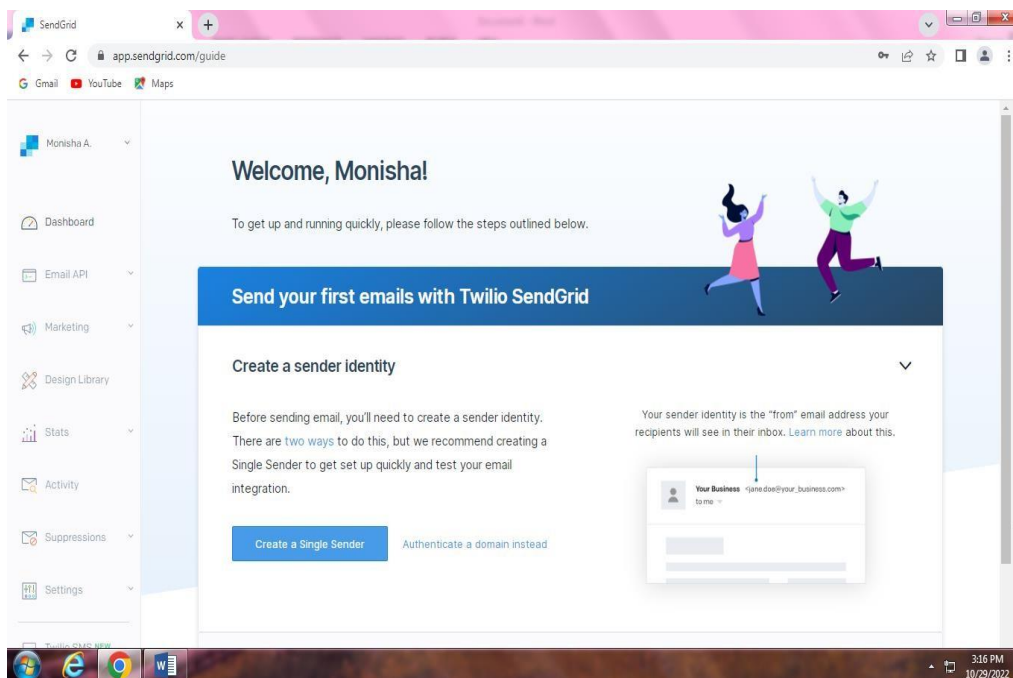 SendGrid
app.sendgrid.com/guide
Gmail YouTube Maps
Monisha A.
Dashboard
Email API
Marketing
Design Library
Stats
Activity
Suppressions
Settings
Twilio SMS NEW
Welcome, Monisha!
To get up and running quickly, please follow the steps outlined below.
Send your first emails with Twilio SendGrid
Create a sender identity
Before sending email, you'll need to create a sender identity.
There are two ways to do this, but we recommend creating a
Single Sender to get set up quickly and test your email
integration.
Create a Single Sender Authenticate a domain instead
Your sender identity is the "from" email address your
recipients will see in their inbox. Learn more about this.
Your Business <jane.doe@your_business.com>
to me
3:16 PM
10/29/2022